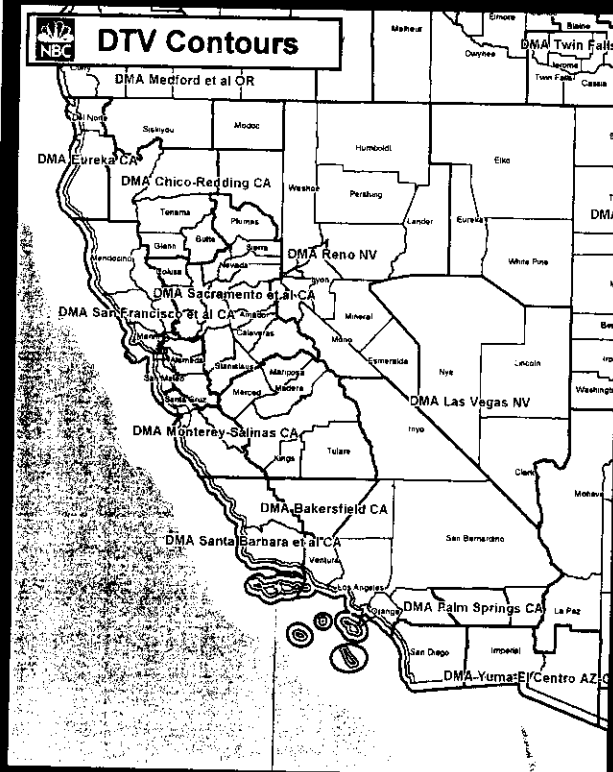 NBC
DTV Contours
Malheur
Elmore
Blaine
Owyhee
DMA Twin Falls
Jerome
Twin Falls
Cassia
Curry
DMA Medford et al OR
Del Norte
Siskiyou
Modoc
Humboldt
Elko
DMA Eureka CA
DMA Chico-Redding CA
Washoe
Pershing
Lander
Eureka
Tehama
Plumas
DMA
Glenn
Butte
Sierra
Mendocino
Nevada
DMA Reno NV
White Pine
Colusa
Lyon
DMA Sacramento et al CA
DMA San Francisco et al CA
Amador
Mineral
Calaveras
Marin
Mono
Alameda
Stanislaus
Mariposa
Esmeralda
Nye
Lincoln
San Mateo
Madera
Merced
Washingt
Santa Cruz
DMA Las Vegas NV
DMA Monterey-Salinas CA
Inyo
Kings
Tulare
Clark
Mohave
DMA Bakersfield CA
DMA Santa Barbara et al CA
San Bernardino
Ventura
Los Angeles
Orange
DMA Palm Springs CA
La Paz
San Diego
Imperial
DMA Yuma-El Centro AZ-C